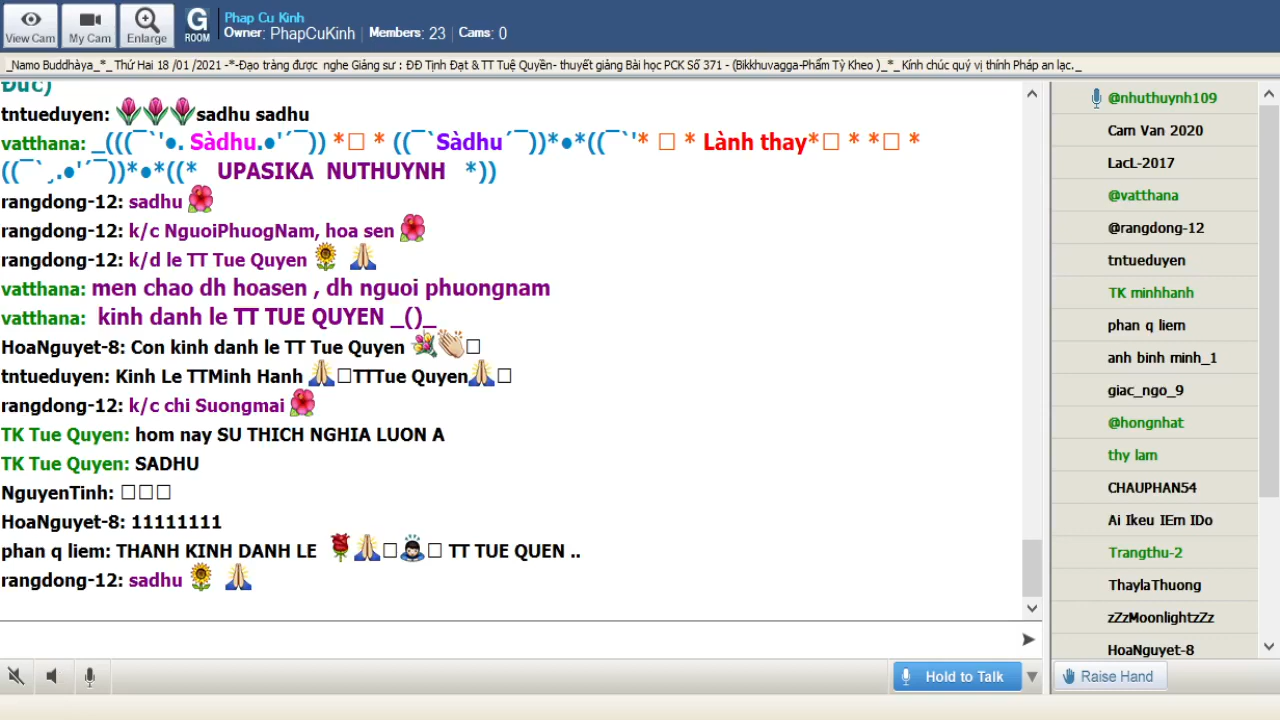 View Cam
My Cam
Enlarge
G
ROOM
Phap Cu Kinh
Owner: PhapCuKinh Members: 23 Cams: 0
_Namo Buddhàya_*_ Thứ Hai 18 /01 /2021 -*-Đạo tràng được nghe Giảng sư : ĐĐ Tịnh Đạt & TT Tuệ Quyền- thuyết giảng Bài học PCK Số 371 - (Bikkhuvagga-Phẩm Tỳ Kheo )_*_ Kính chúc quý vị thính Pháp an lạc._
Đức)
tntueduyen: 🌷🌷🌷sadhu sadhu
vatthana: _(((¯`'●. Sàdhu.●'´¯)) *□ * ((¯`Sàdhu´¯))*●*((¯`'* □ * Lành thay*□ * *□ *
((¯`¸.●'´¯))*●*((* UPASIKA NUTHUYNH *))
rangdong-12: sadhu 🌺
rangdong-12: k/c NguoiPhuogNam, hoa sen 🌺
rangdong-12: k/d le TT Tue Quyen 🌻 🙏
vatthana: men chao dh hoasen , dh nguoi phuongnam
vatthana: kinh danh le TT TUE QUYEN _()_
HoaNguyet-8: Con kinh danh le TT Tue Quyen 💐👏□
tntueduyen: Kinh Le TTMinh Hanh 🙏□TTTue Quyen🙏□
rangdong-12: k/c chi Suongmai 🌺
TK Tue Quyen: hom nay SU THICH NGHIA LUON A
TK Tue Quyen: SADHU
NguyenTinh: □□□
HoaNguyet-8: 11111111
phan q liem: THANH KINH DANH LE 🌹🙏□🙇□ TT TUE QUEN ..
rangdong-12: sadhu 🌻 🙏
@nhuthuynh109
Cam Van 2020
LacL-2017
@vatthana
@rangdong-12
tntueduyen
TK minhhanh
phan q liem
anh binh minh_1
giac_ngo_9
@hongnhat
thy lam
CHAUPHAN54
Ai Ikeu IEm IDo
Trangthu-2
ThaylaThuong
zZzMoonlightzZz
HoaNguyet-8
Hold to Talk
Raise Hand